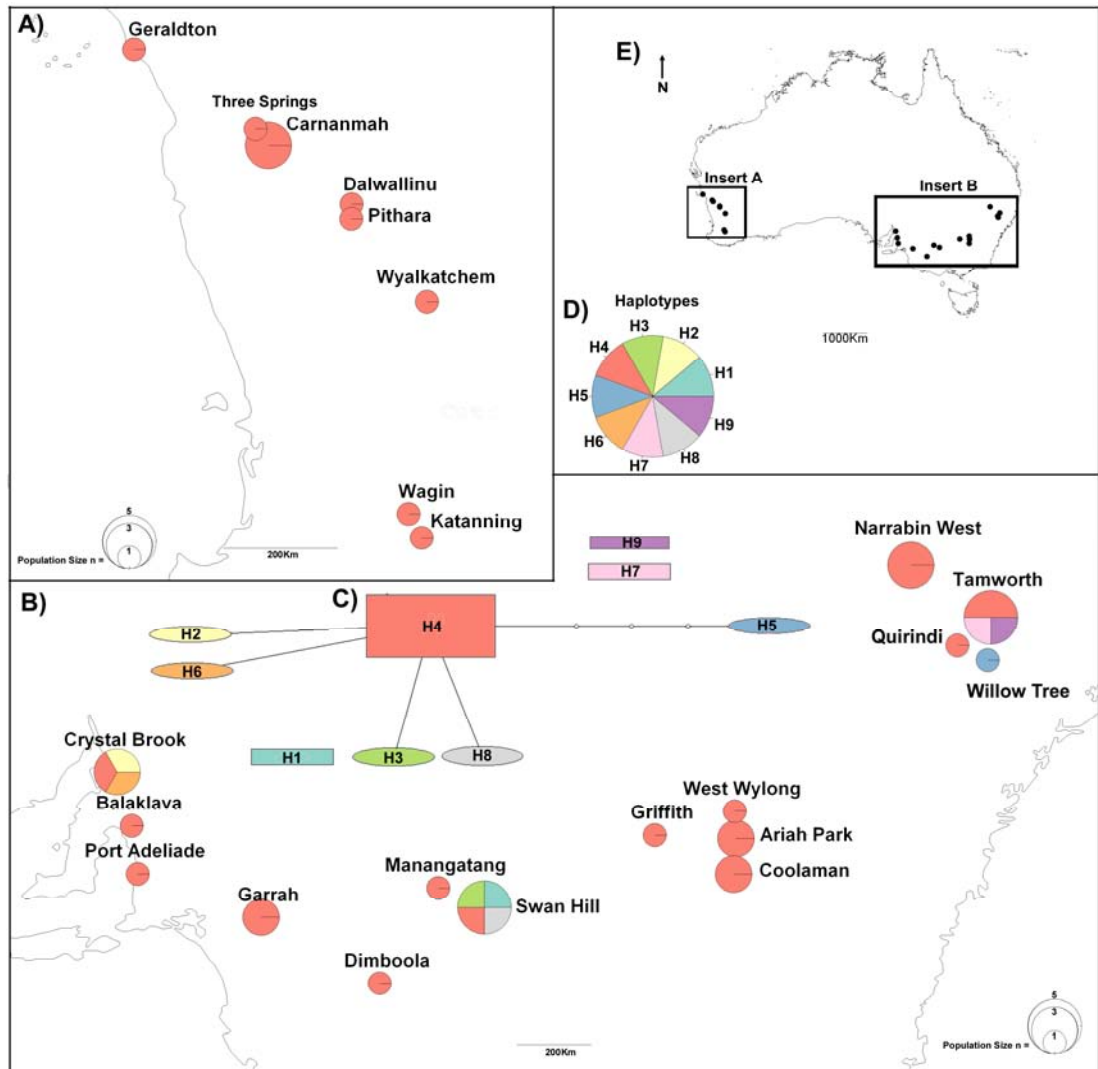 A)
Geraldton
Three Springs
Carnanmah
Dalwallinu
Pithara
Wyalkatchem
Wagin
Katanning
5
3
1
Population Size n =
200Km
E)
N
Insert A
Insert B
1000Km
D)
Haplotypes
H3
H2
H4
H1
H5
H6
H9
H7
H8
B)
C)
H9
H7
H4
H2
H6
H5
H1
H3
H8
Narrabin West
Tamworth
Quirindi
Willow Tree
Crystal Brook
Balaklava
Port Adeliade
Garrah
Manangatang
Swan Hill
Dimboola
Griffith
West Wylong
Ariah Park
Coolaman
200Km
5
3
1
Population Size n =